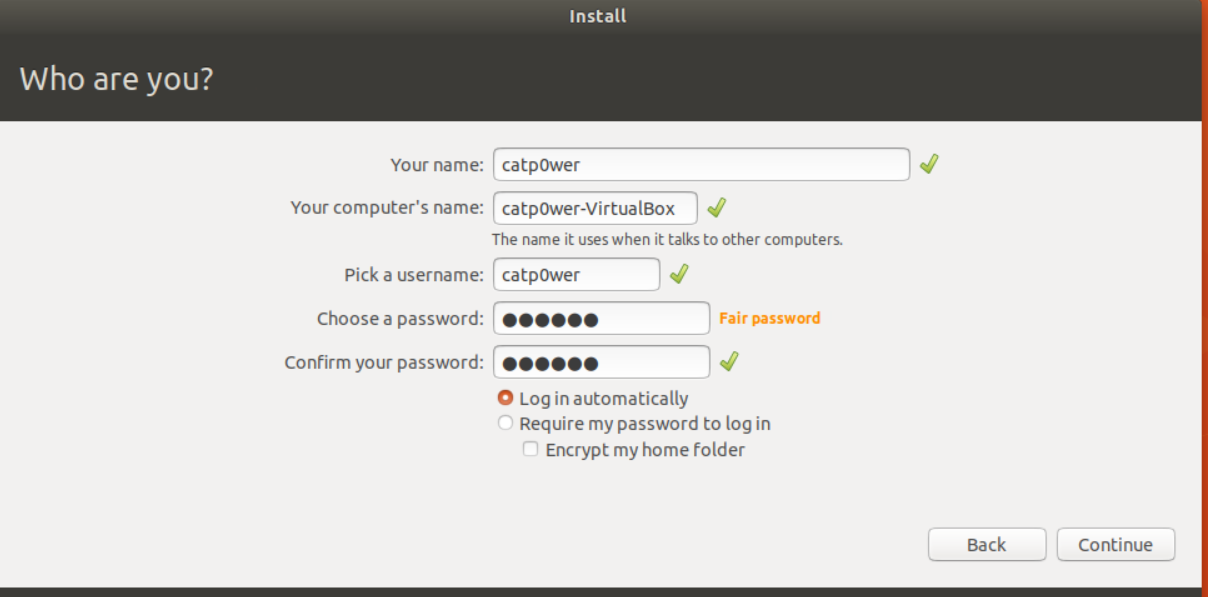 Install
Who are you?
Your name: catp0wer
Your computer's name: catp0wer-VirtualBox
The name it uses when it talks to other computers.
Pick a username: catp0wer
Choose a password: ●●●●●● Fair password
Confirm your password: ●●●●●●
Log in automatically
Require my password to log in
Encrypt my home folder
Back Continue